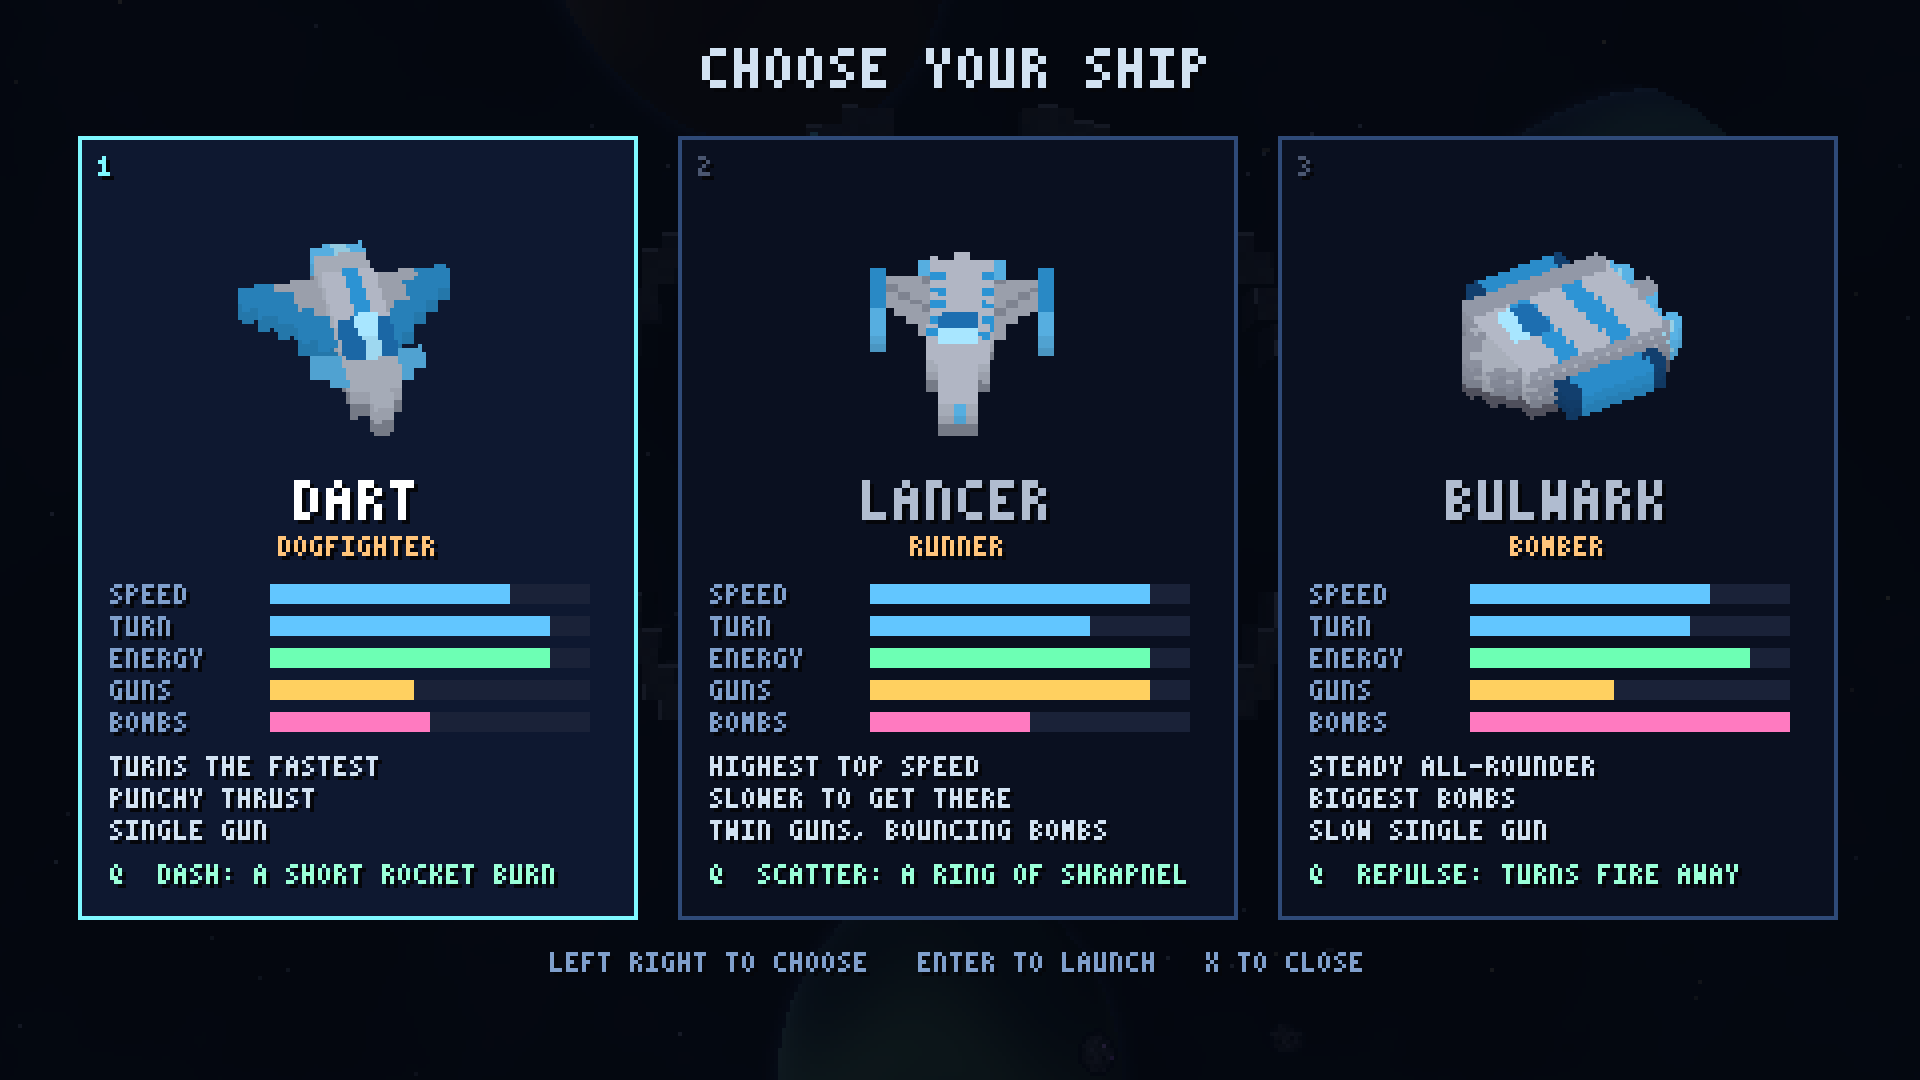 CHOOSE YOUR SHIP
1
DART
DOGFIGHTER
SPEED
TURN
ENERGY
GUNS
BOMBS
TURNS THE FASTEST
PUNCHY THRUST
SINGLE GUN
Q DASH: A SHORT ROCKET BURN
2
LANCER
RUNNER
SPEED
TURN
ENERGY
GUNS
BOMBS
HIGHEST TOP SPEED
SLOWER TO GET THERE
TWIN GUNS, BOUNCING BOMBS
Q SCATTER: A RING OF SHRAPNEL
3
BULWARK
BOMBER
SPEED
TURN
ENERGY
GUNS
BOMBS
STEADY ALL-ROUNDER
BIGGEST BOMBS
SLOW SINGLE GUN
Q REPULSE: TURNS FIRE AWAY
LEFT RIGHT TO CHOOSE ENTER TO LAUNCH X TO CLOSE